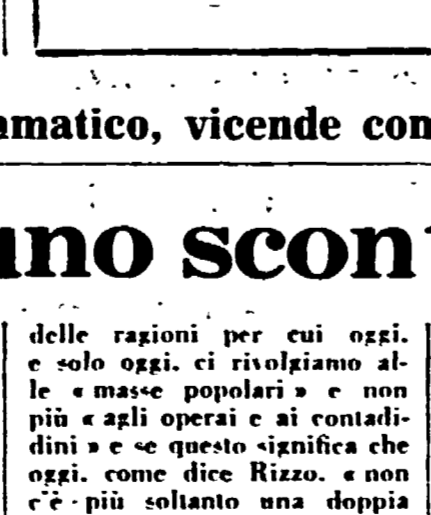 amatico, vicende con
uno scon
delle ragioni per cui oggi.
e solo oggi. ci rivolgiamo al-
le « masse popolari » e non
più « agli operai e ai contadi-
dini » e se questo significa che
oggi. come dice Rizzo. « non
c'è più soltanto una doppia